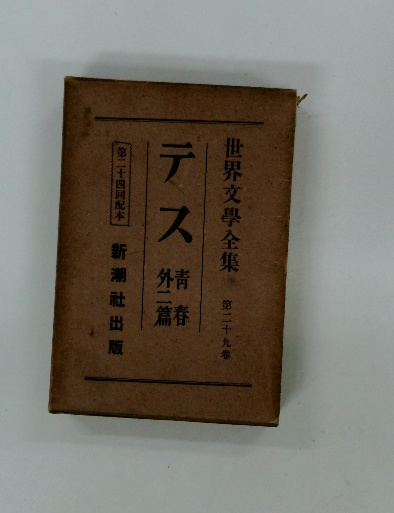 世界文學全集 第二十九卷
テス 青春外二篇
第二十四回配本
新潮社出版